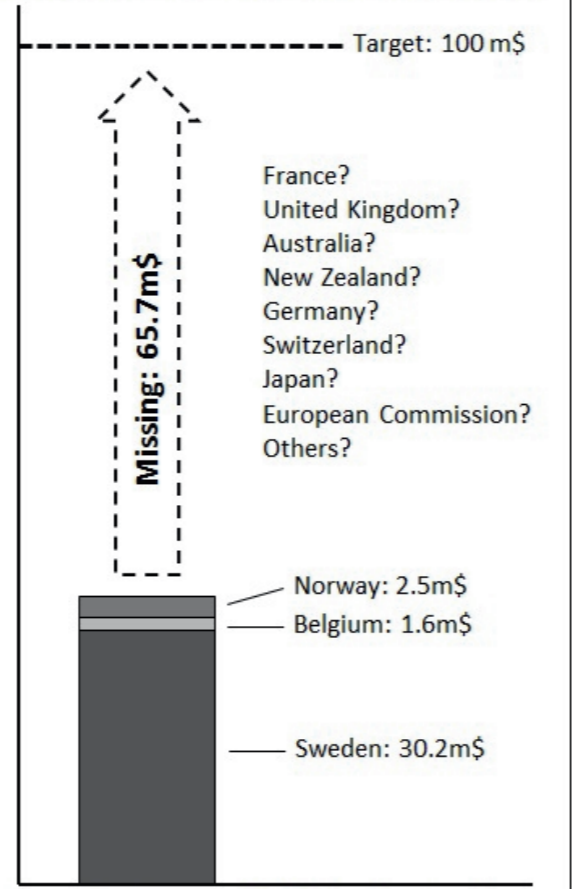 Target: 100 m$
France?
United Kingdom?
Australia?
New Zealand?
Germany?
Switzerland?
Japan?
European Commission?
Others?
Missing: 65.7m$
Norway: 2.5m$
Belgium: 1.6m$
Sweden: 30.2m$